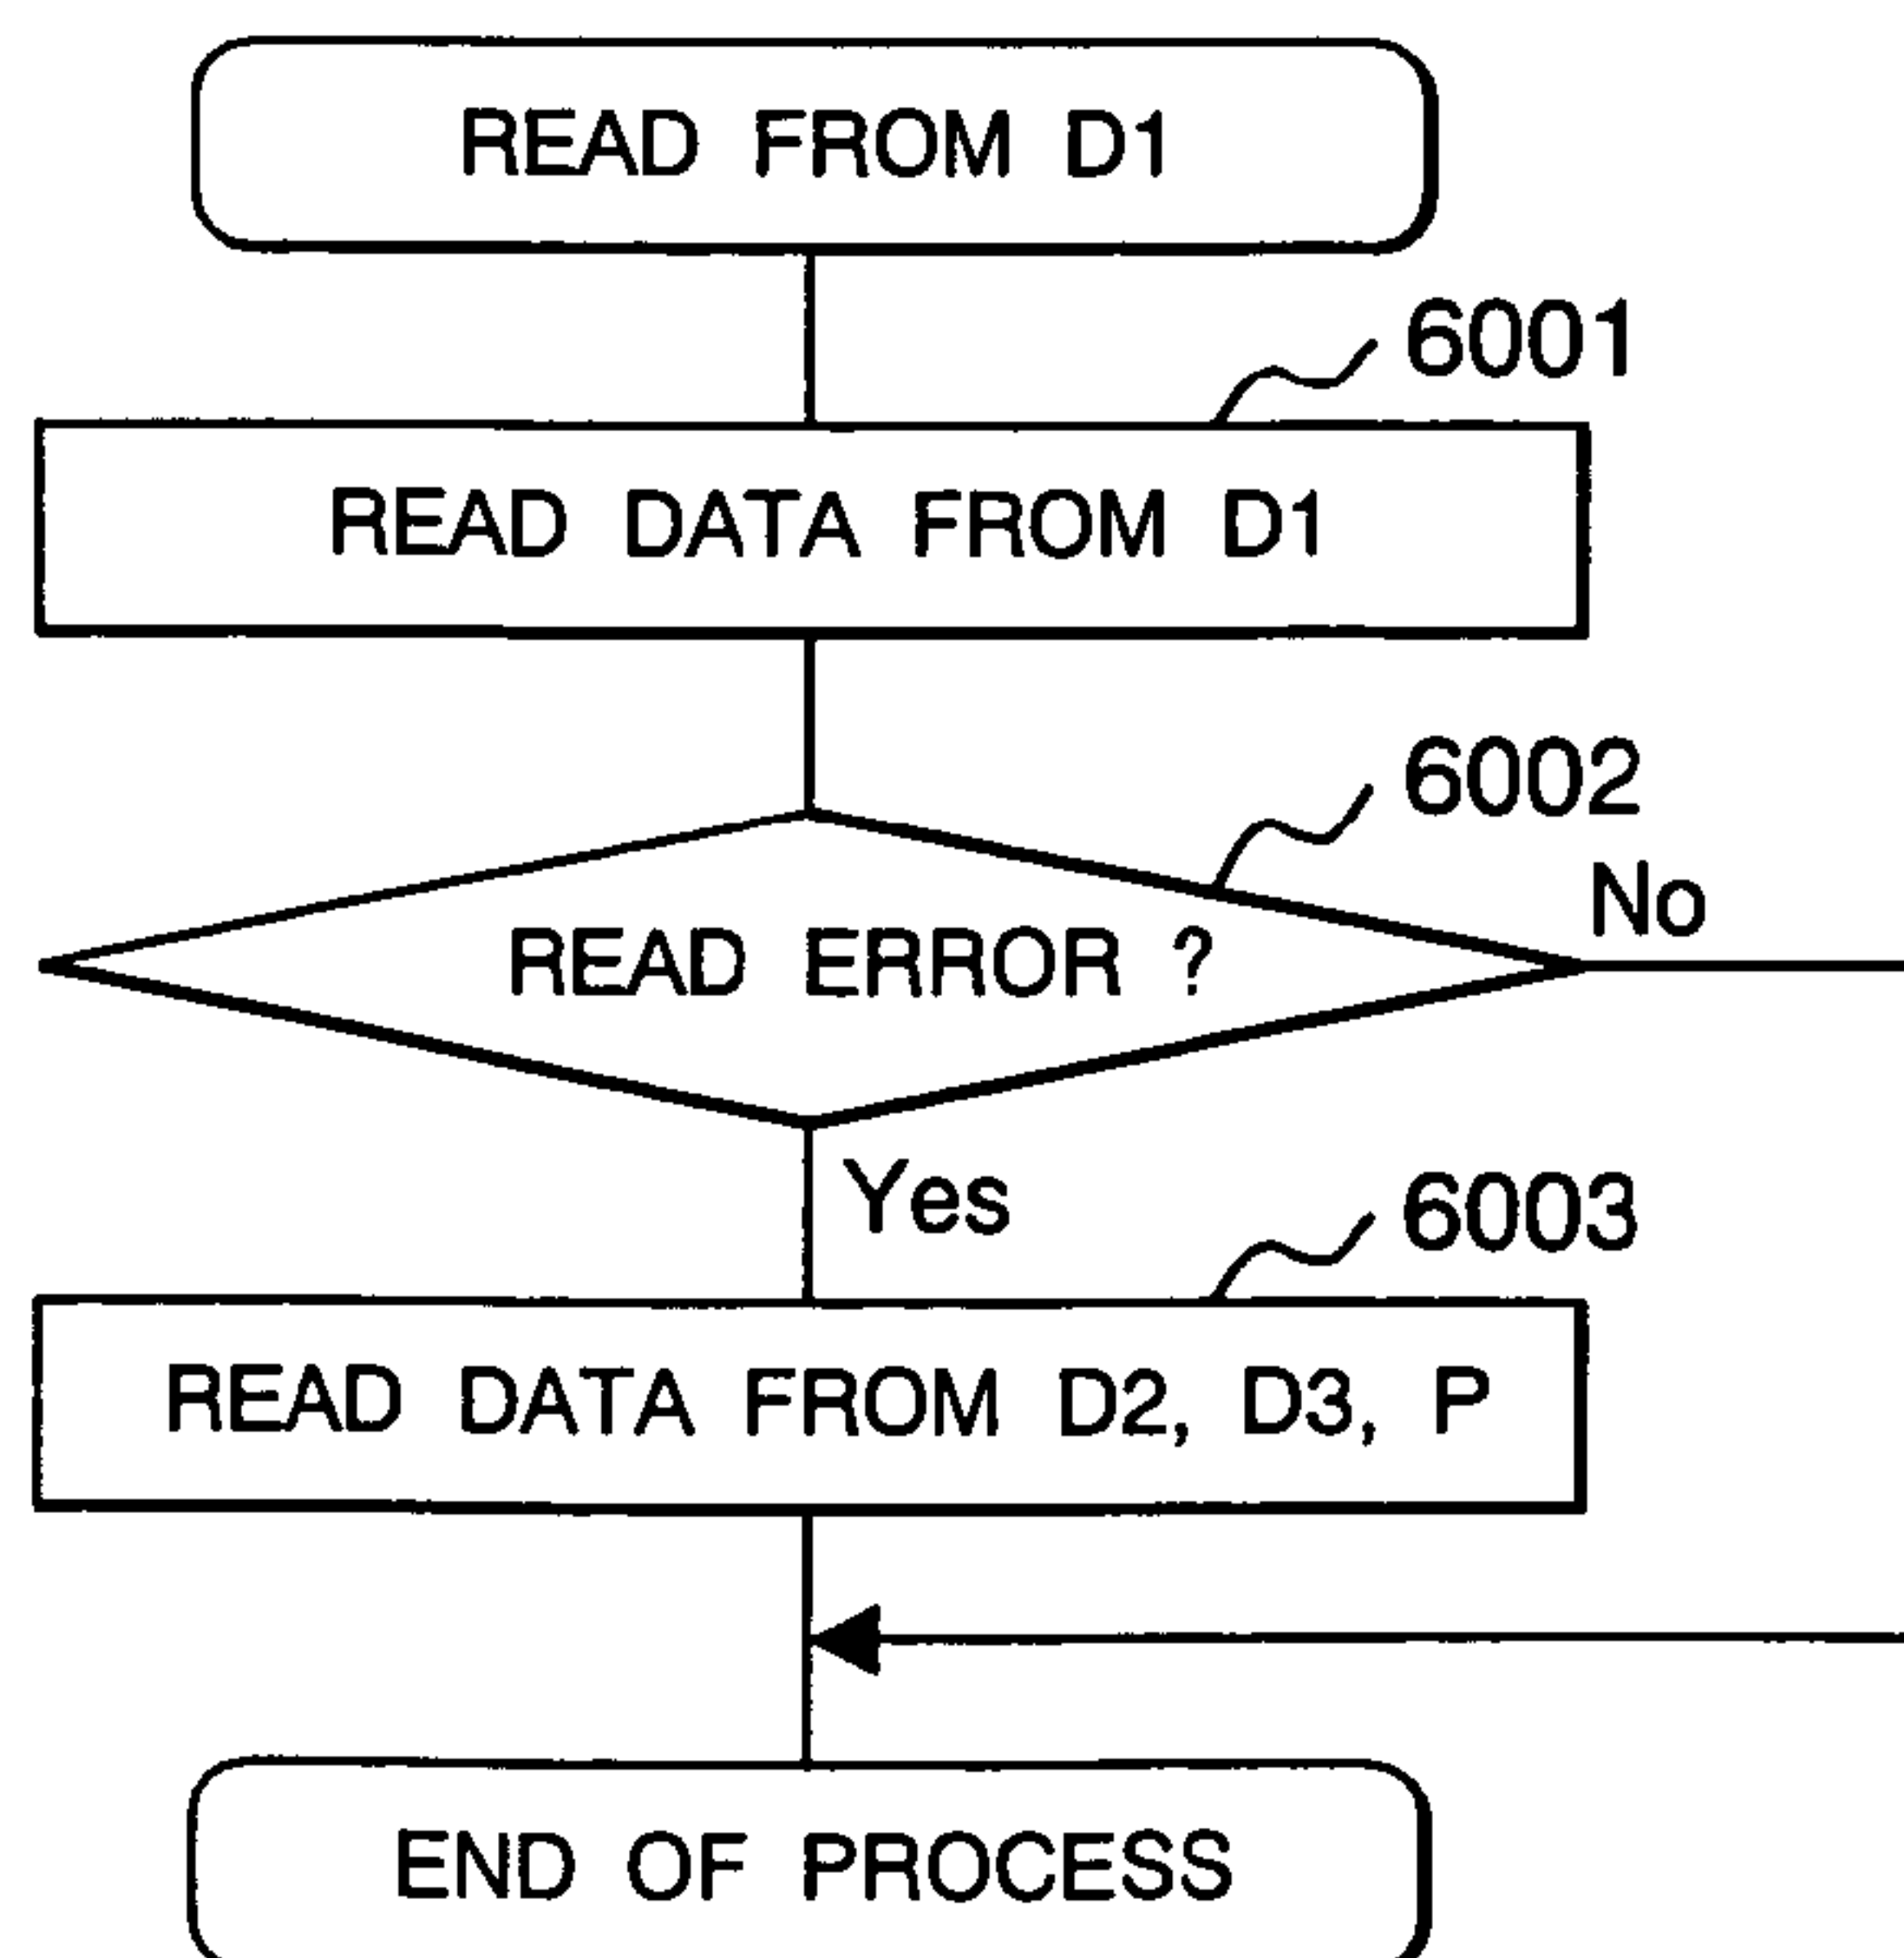 READ FROM D1
6001
READ DATA FROM D1
6002
No
READ ERROR ?
Yes
6003
READ DATA FROM D2, D3, P
END OF PROCESS